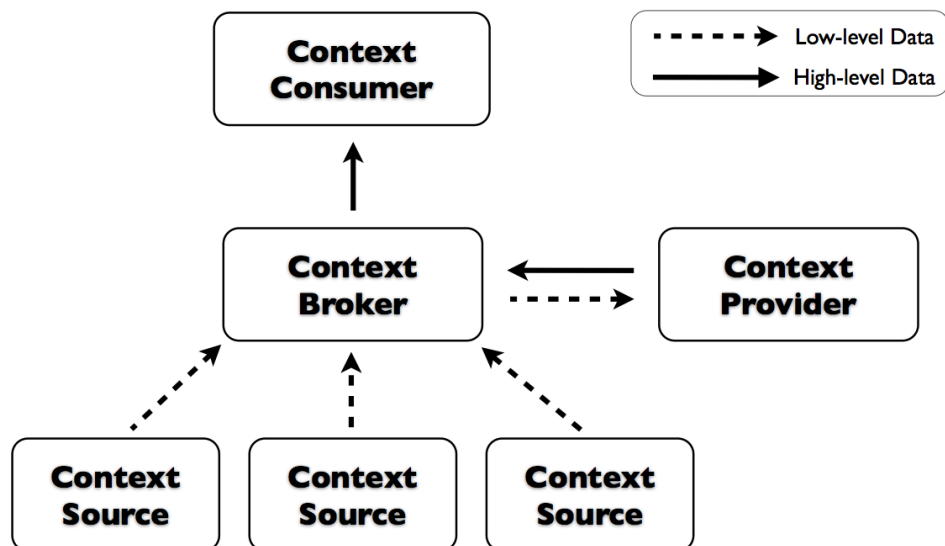 Context
Consumer
Low-level Data
High-level Data
Context
Broker
Context
Provider
Context
Source
Context
Source
Context
Source